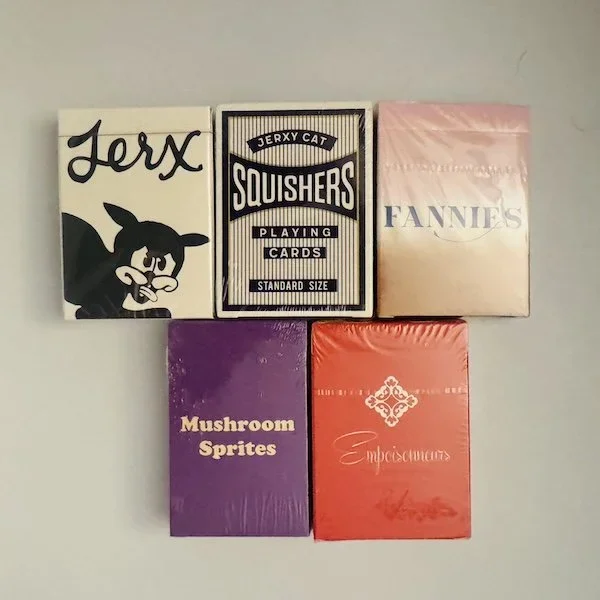 Jerx
JERXY CAT
SQUISHERS
PLAYING
CARDS
STANDARD SIZE
FANNIES
Mushroom
Sprites
Empoisonneurs